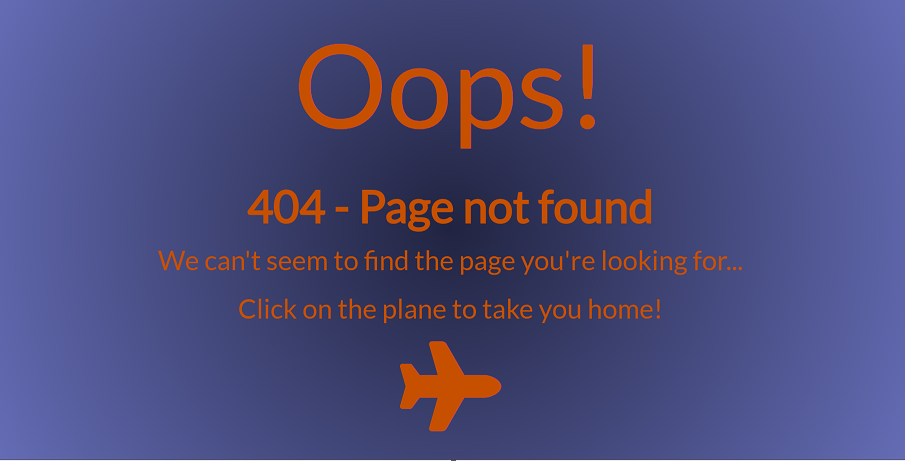 Oops!
404 - Page not found
We can't seem to find the page you're looking for...
Click on the plane to take you home!